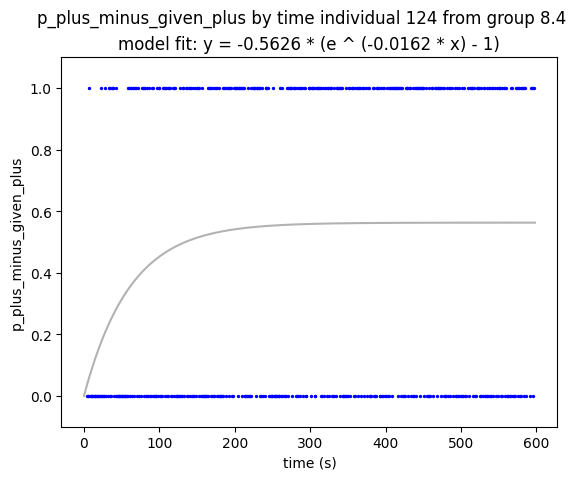 p_plus_minus_given_plus by time individual 124 from group 8.4
model fit: y = -0.5626 * (e ^ (-0.0162 * x) - 1)
1.0
0.8
0.6
0.4
0.2
0.0
p_plus_minus_given_plus
0 100 200 300 400 500 600
time (s)